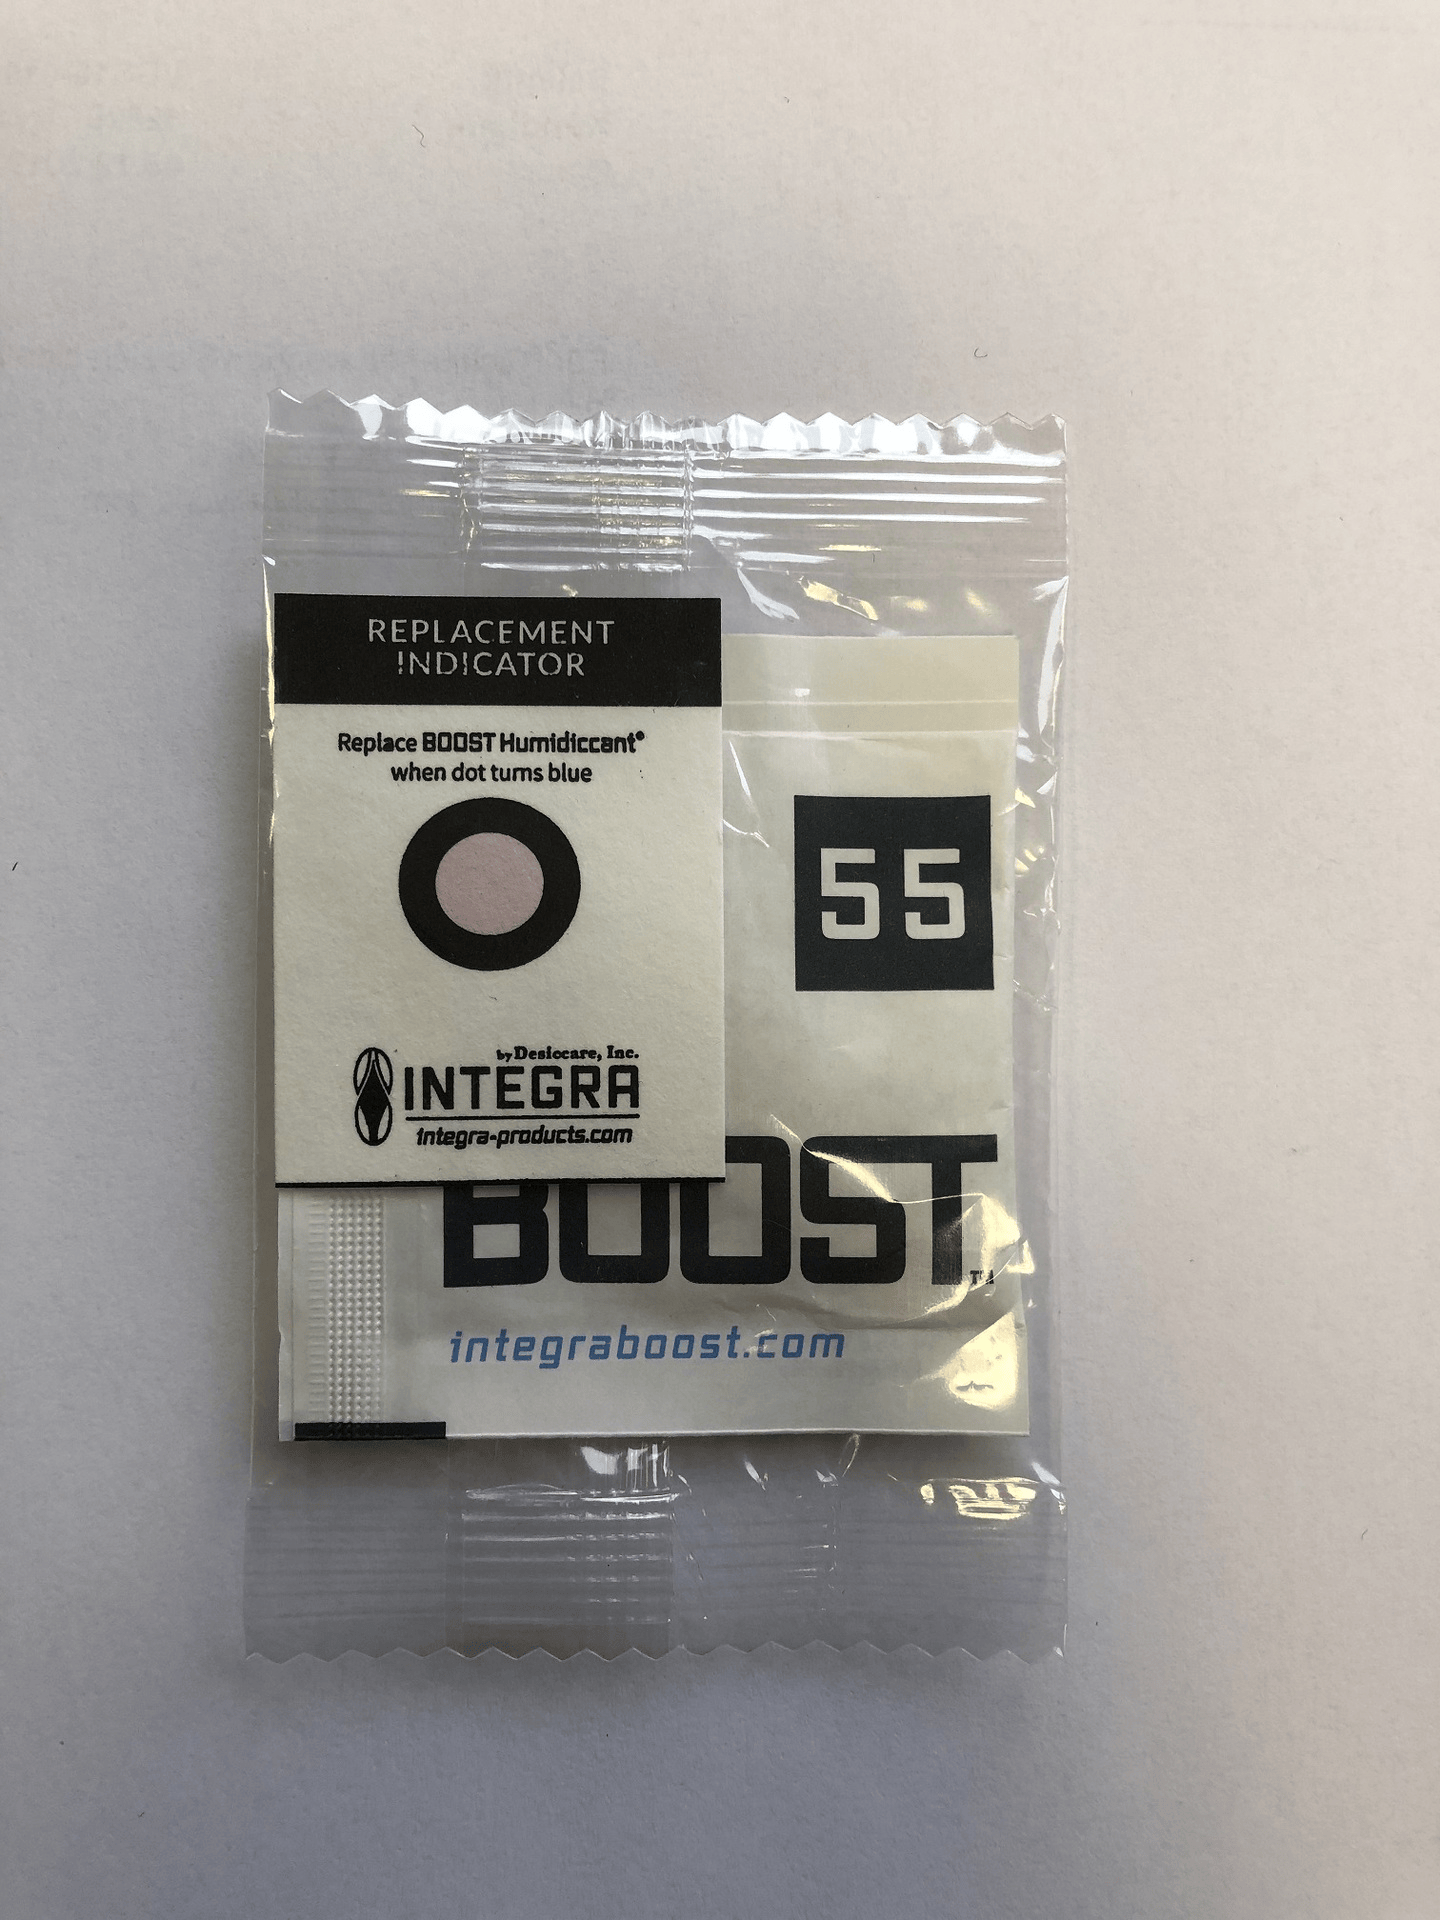 REPLACEMENT
INDICATOR
Replace BOOST Humidiccant®
when dot turns blue
by Desiccare, Inc.
INTEGRA
integra-products.com
55
BOOST™
integraboost.com